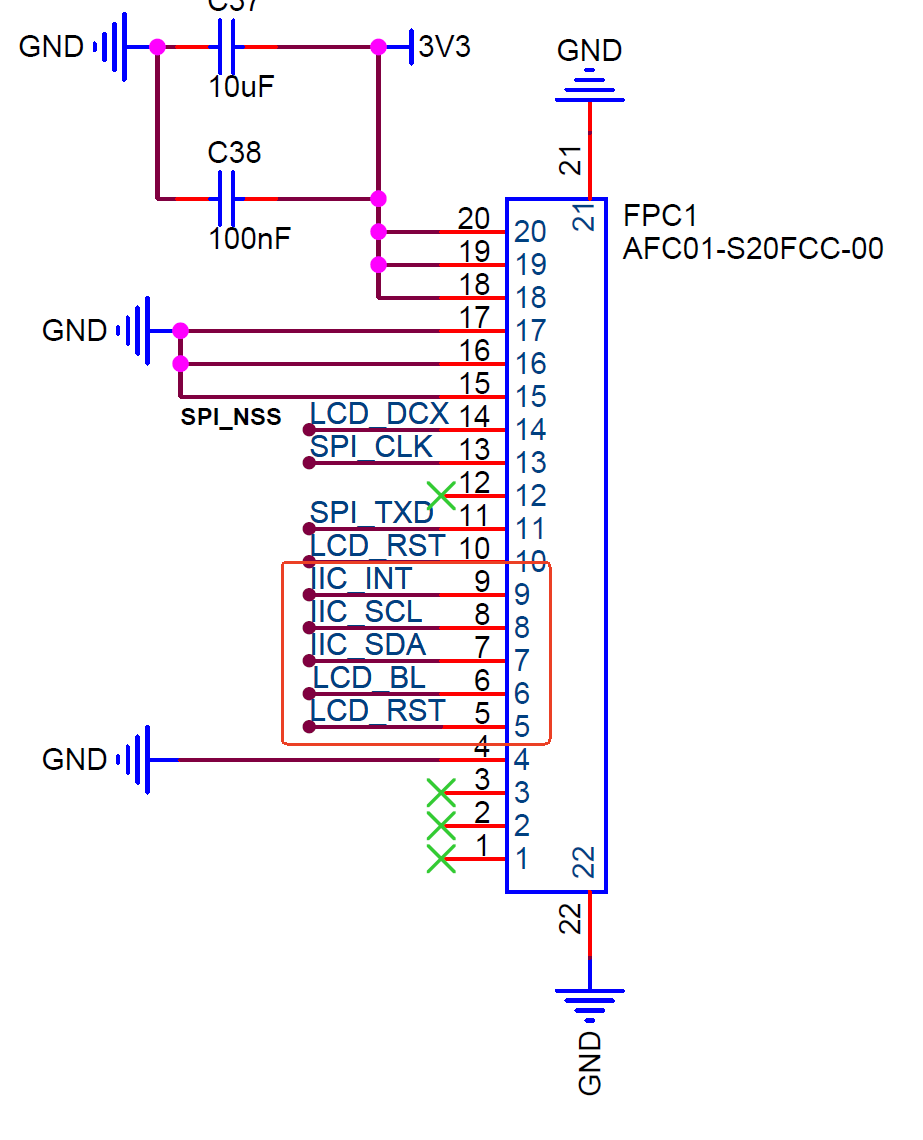 C37
GND
3V3
10uF
GND
C38
21
100nF
FPC1
AFC01-S20FCC-00
21
20 20
19 19
18 18
GND
17 17
16 16
15 15
SPI_NSS
LCD_DCX 14 14
SPI_CLK 13 13
12 12
SPI_TXD 11 11
LCD_RST 10 10
IIC_INT 9 9
IIC_SCL 8 8
IIC_SDA 7 7
LCD_BL 6 6
LCD_RST 5 5
GND 4 4
3 3
2 2
1 1
22
22
GND